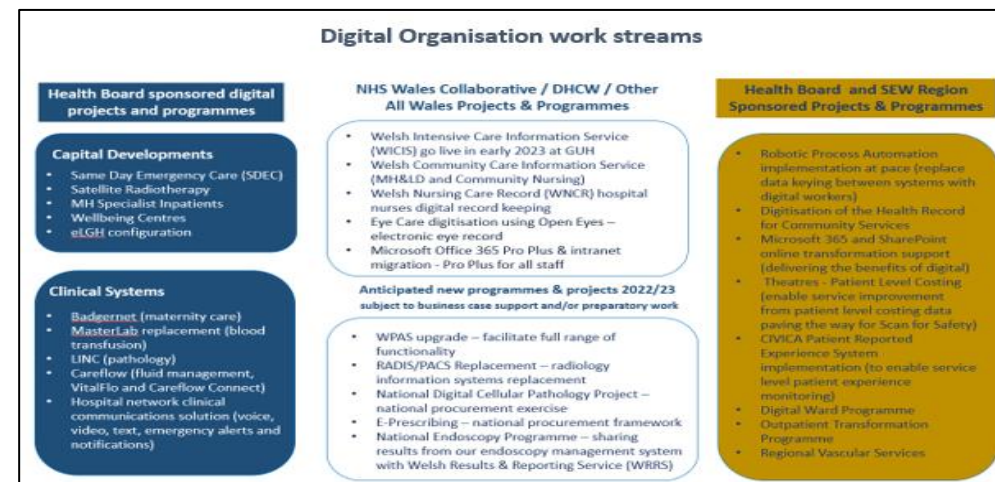 Digital Organisation work streams
Health Board sponsored digital
projects and programmes
Capital Developments
• Same Day Emergency Care (SDEC)
• Satellite Radiotherapy
• MH Specialist Inpatients
• Wellbeing Centres
• eLGH configuration
Clinical Systems
• Badgernet (maternity care)
• MasterLab replacement (blood
transfusion)
• LINC (pathology)
• Careflow (fluid management,
VitalFlo and Careflow Connect)
• Hospital network clinical
communications solution (voice,
video, text, emergency alerts and
notifications)
NHS Wales Collaborative / DHCW / Other
All Wales Projects & Programmes
• Welsh Intensive Care Information Service
(WICIS) go live in early 2023 at GUH
• Welsh Community Care Information Service
(MH&LD and Community Nursing)
• Welsh Nursing Care Record (WNCR) hospital
nurses digital record keeping
• Eye Care digitisation using Open Eyes –
electronic eye record
• Microsoft Office 365 Pro Plus & intranet
migration - Pro Plus for all staff
Anticipated new programmes & projects 2022/23
subject to business case support and/or preparatory work
• WPAS upgrade – facilitate full range of
functionality
• RADIS/PACS Replacement – radiology
information systems replacement
• National Digital Cellular Pathology Project –
national procurement exercise
• E-Prescribing – national procurement framework
• National Endoscopy Programme – sharing
results from our endoscopy management system
with Welsh Results & Reporting Service (WRRS)
Health Board and SEW Region
Sponsored Projects & Programmes
• Robotic Process Automation
implementation at pace (replace
data keying between systems with
digital workers)
• Digitisation of the Health Record
for Community Services
• Microsoft 365 and SharePoint
online transformation support
(delivering the benefits of digital)
• Theatres - Patient Level Costing
(enable service improvement
from patient level costing data
paving the way for Scan for Safety)
• CIVICA Patient Reported
Experience System
implementation (to enable service
level patient experience
monitoring)
• Digital Ward Programme
• Outpatient Transformation
Programme
• Regional Vascular Services